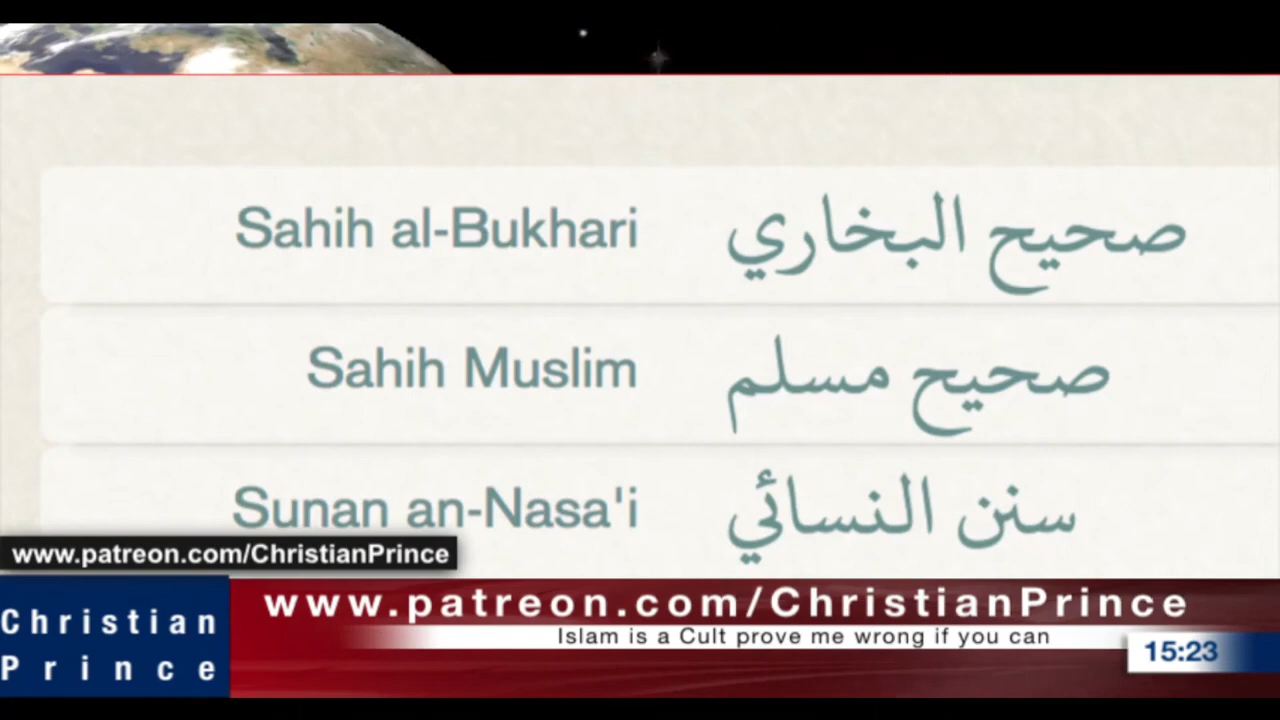 Sahih al-Bukhari صحيح البخاري
Sahih Muslim صحيح مسلم
Sunan an-Nasa'i سنن النسائي
www.patreon.com/ChristianPrince
Christian
Prince
www.patreon.com/ChristianPrince
Islam is a Cult prove me wrong if you can
15:23